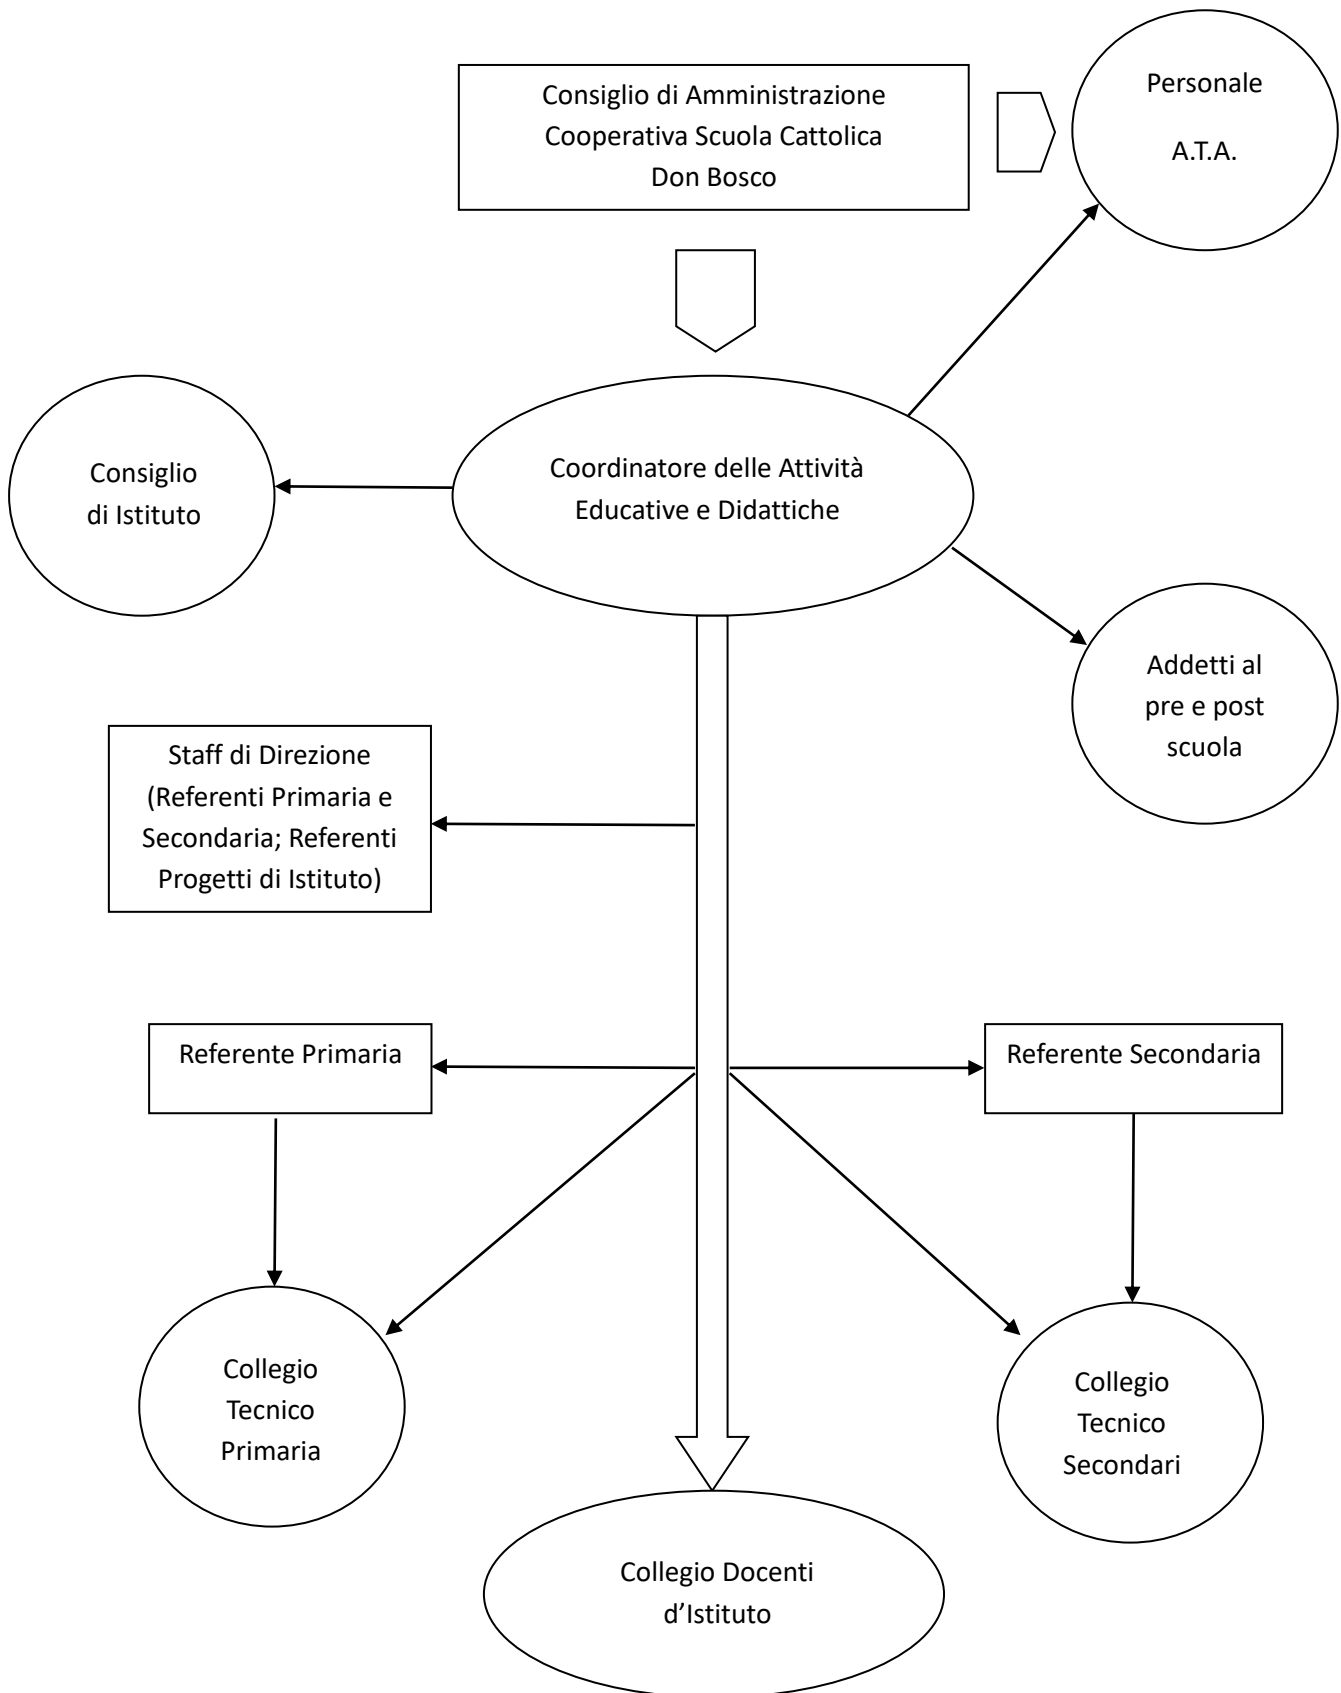 Consiglio di Amministrazione
Cooperativa Scuola Cattolica
Don Bosco
Personale
A.T.A.
Consiglio
di Istituto
Coordinatore delle Attività
Educative e Didattiche
Addetti al
pre e post
scuola
Staff di Direzione
(Referenti Primaria e
Secondaria; Referenti
Progetti di Istituto)
Referente Primaria
Referente Secondaria
Collegio
Tecnico
Primaria
Collegio
Tecnico
Secondari
Collegio Docenti
d’Istituto